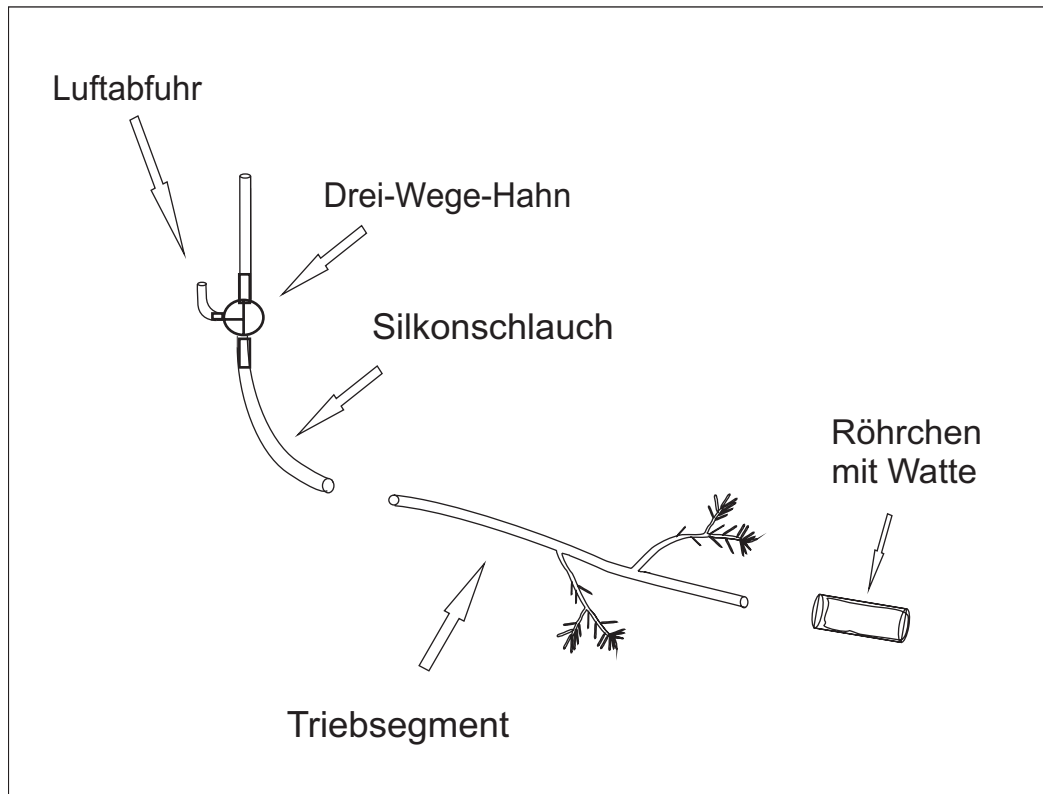 Luftabfuhr
Drei-Wege-Hahn
Silkonschlauch
Röhrchen
mit Watte
Triebsegment